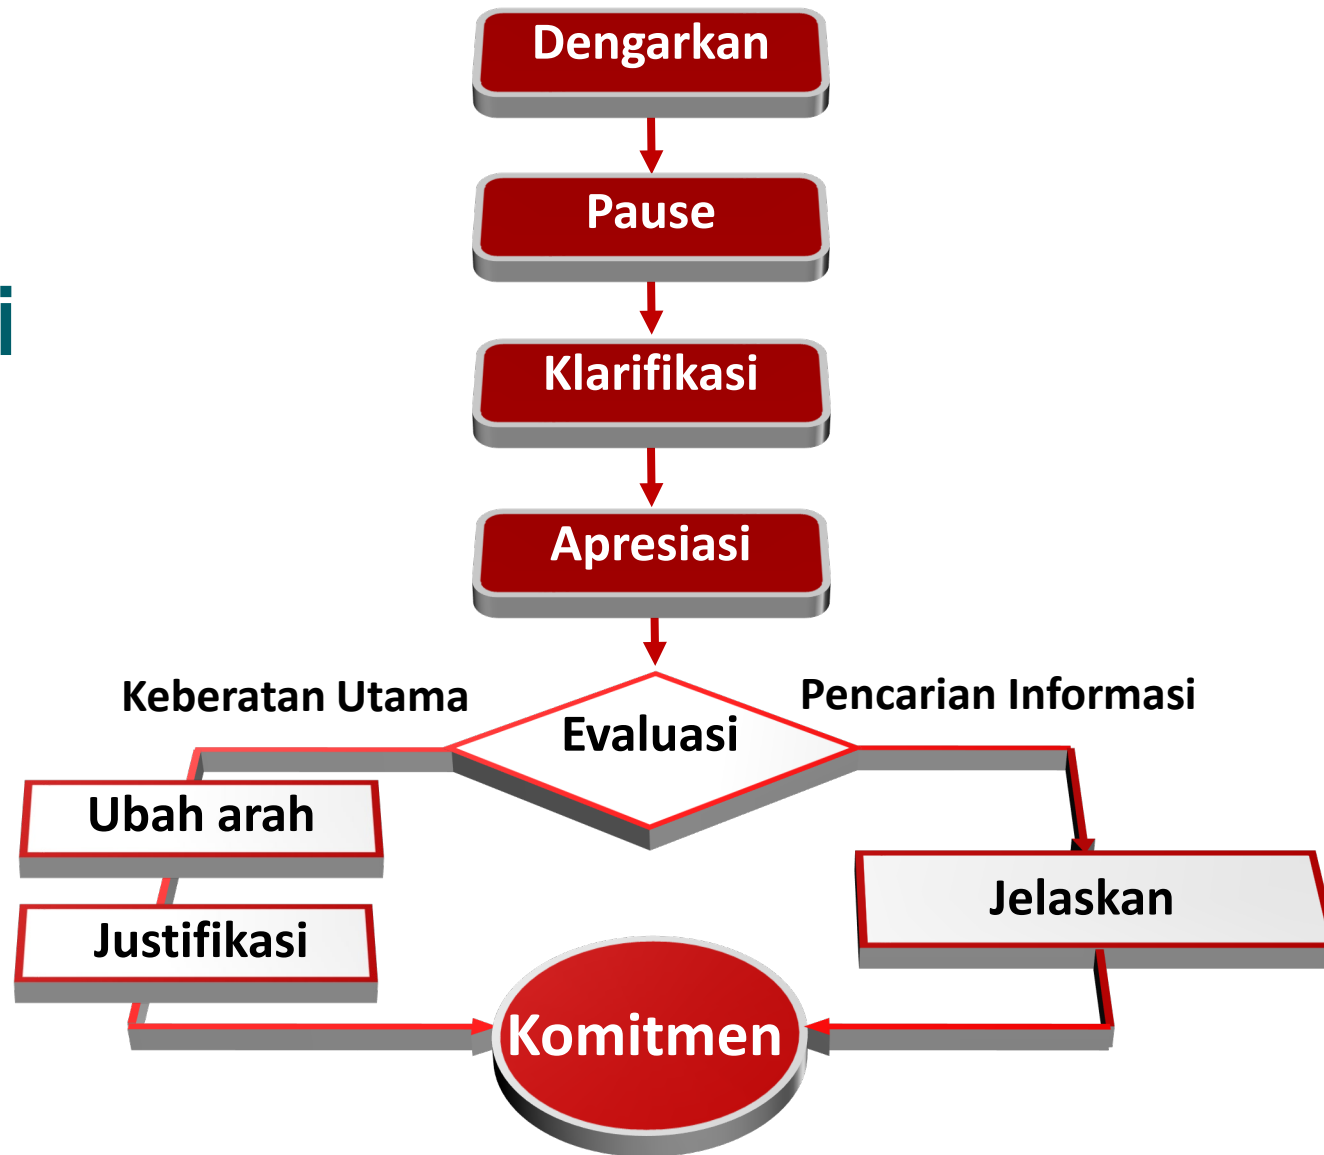 Dengarkan
Pause
i
Klarifikasi
Apresiasi
Keberatan Utama
Pencarian Informasi
Evaluasi
Ubah arah
Jelaskan
Justifikasi
Komitmen